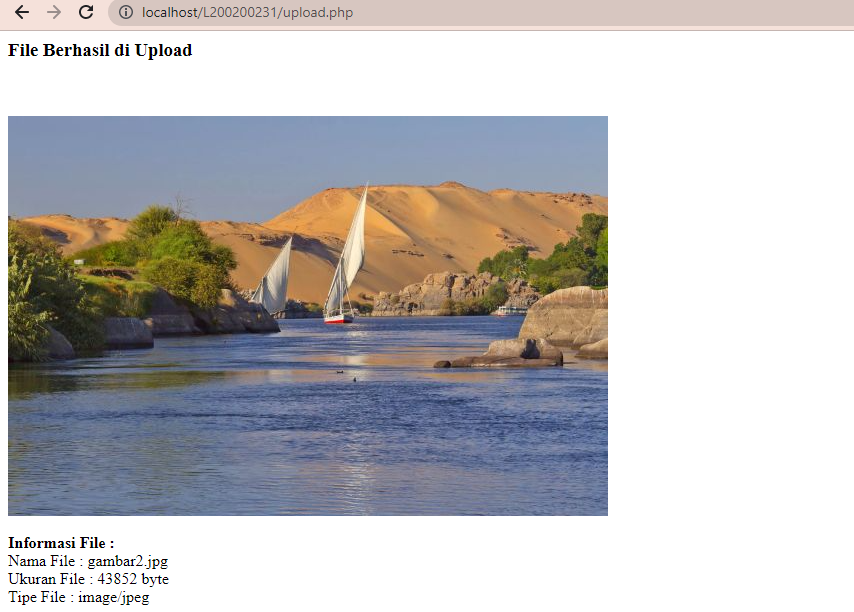 localhost/L200200231/upload.php
File Berhasil di Upload
Informasi File :
Nama File : gambar2.jpg
Ukuran File : 43852 byte
Tipe File : image/jpeg